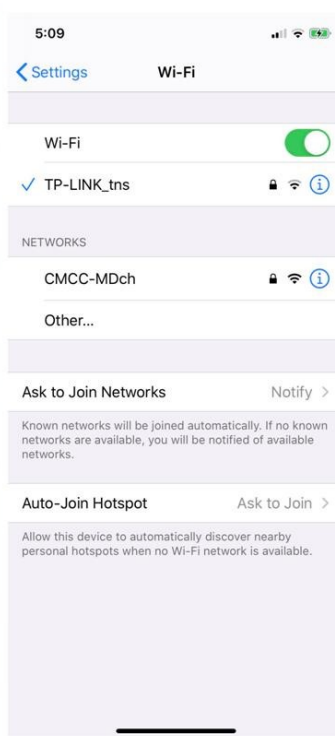 5:09
Settings
Wi-Fi
Wi-Fi
TP-LINK_tns
NETWORKS
CMCC-MDch
Other...
Ask to Join Networks
Notify
Known networks will be joined automatically. If no known
networks are available, you will be notified of available
networks.
Auto-Join Hotspot
Ask to Join
Allow this device to automatically discover nearby
personal hotspots when no Wi-Fi network is available.